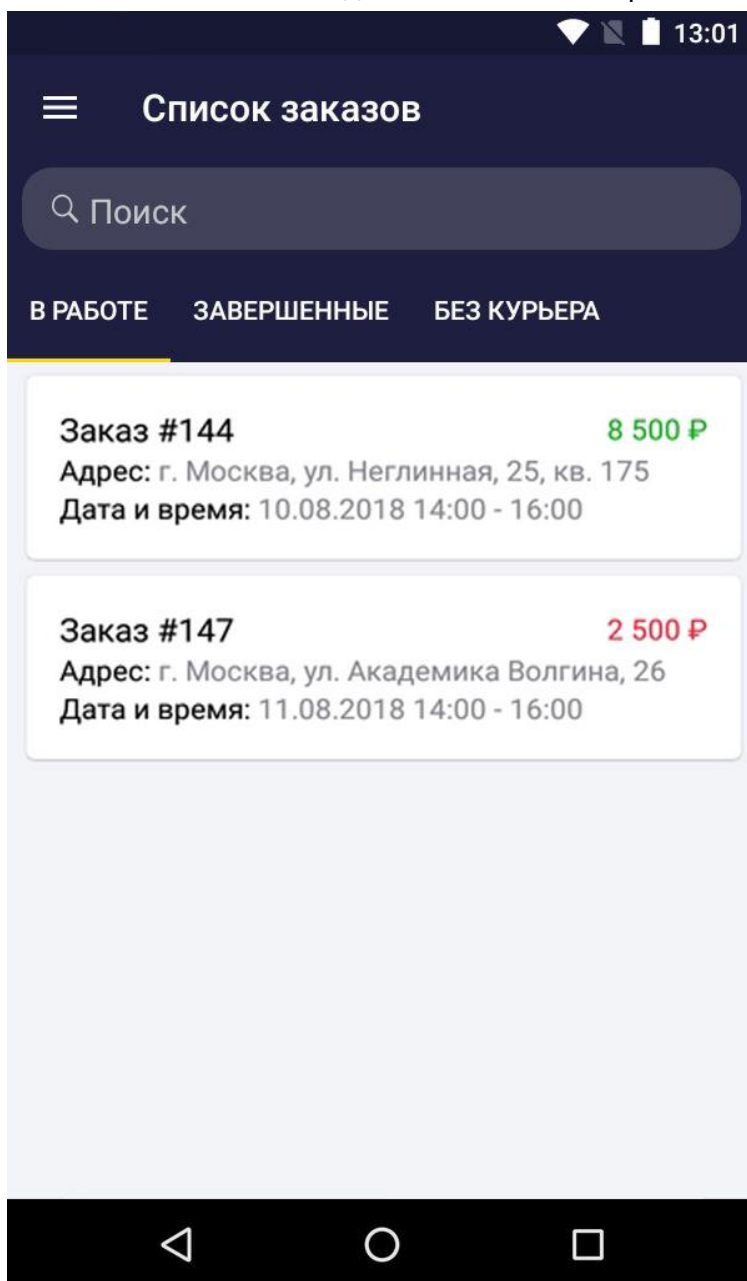 13:01
Список заказов
Поиск
В РАБОТЕ ЗАВЕРШЕННЫЕ БЕЗ КУРЬЕРА
Заказ #144 8 500 ₽
Адрес: г. Москва, ул. Неглинная, 25, кв. 175
Дата и время: 10.08.2018 14:00 - 16:00
Заказ #147 2 500 ₽
Адрес: г. Москва, ул. Академика Волгина, 26
Дата и время: 11.08.2018 14:00 - 16:00